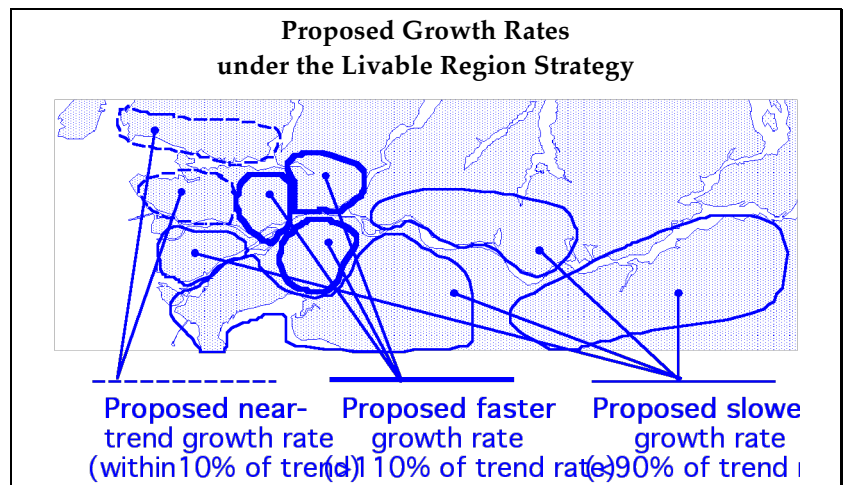 Proposed Growth Rates
under the Livable Region Strategy
Proposed near-
trend growth rate
(within10% of trend)
Proposed faster
growth rate
(>110% of trend rate)
Proposed slowe
growth rate
(<90% of trend